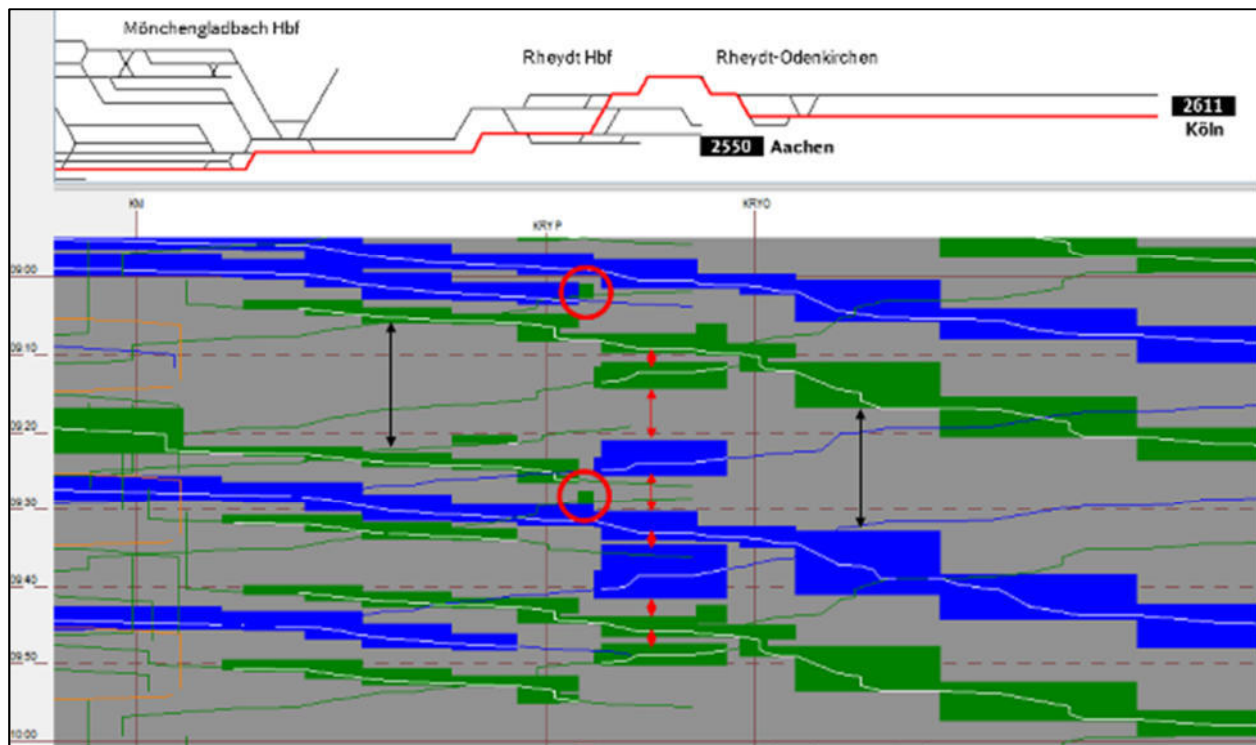 Mönchengladbach Hbf
Rheydt Hbf
Rheydt-Odenkirchen
2611
Köln
2550 Aachen
KM
KRYP
KRYO
09:00
09:10
09:20
09:30
09:40
09:50
10:00